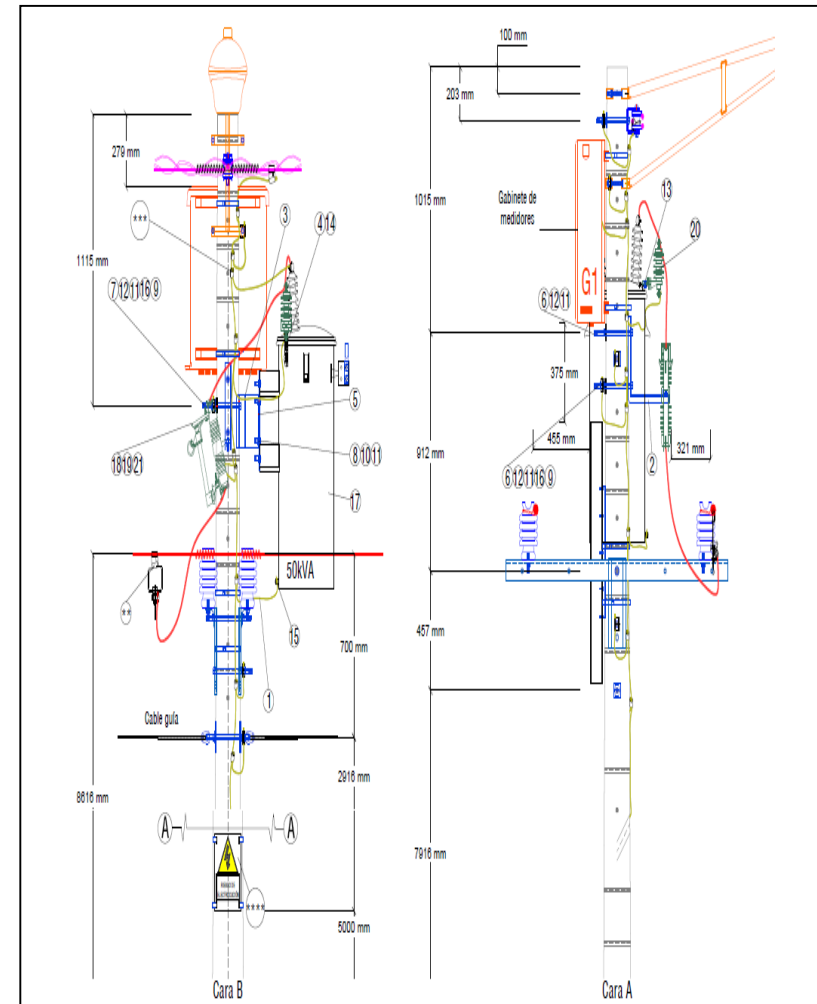 100 mm
203 mm
279 mm
***
3
4 14
13
20
Gabinete de
medidores
1015 mm
1115 mm
7 12 11 16 9
G1
6 12 11
375 mm
5
455 mm
321 mm
18 19 21
8 10 11
912 mm
2
6 12 11 16 9
17
50kVA
**
15
700 mm
457 mm
1
Cable guía
2916 mm
8616 mm
A
A
7916 mm
****
5000 mm
Cara B
Cara A